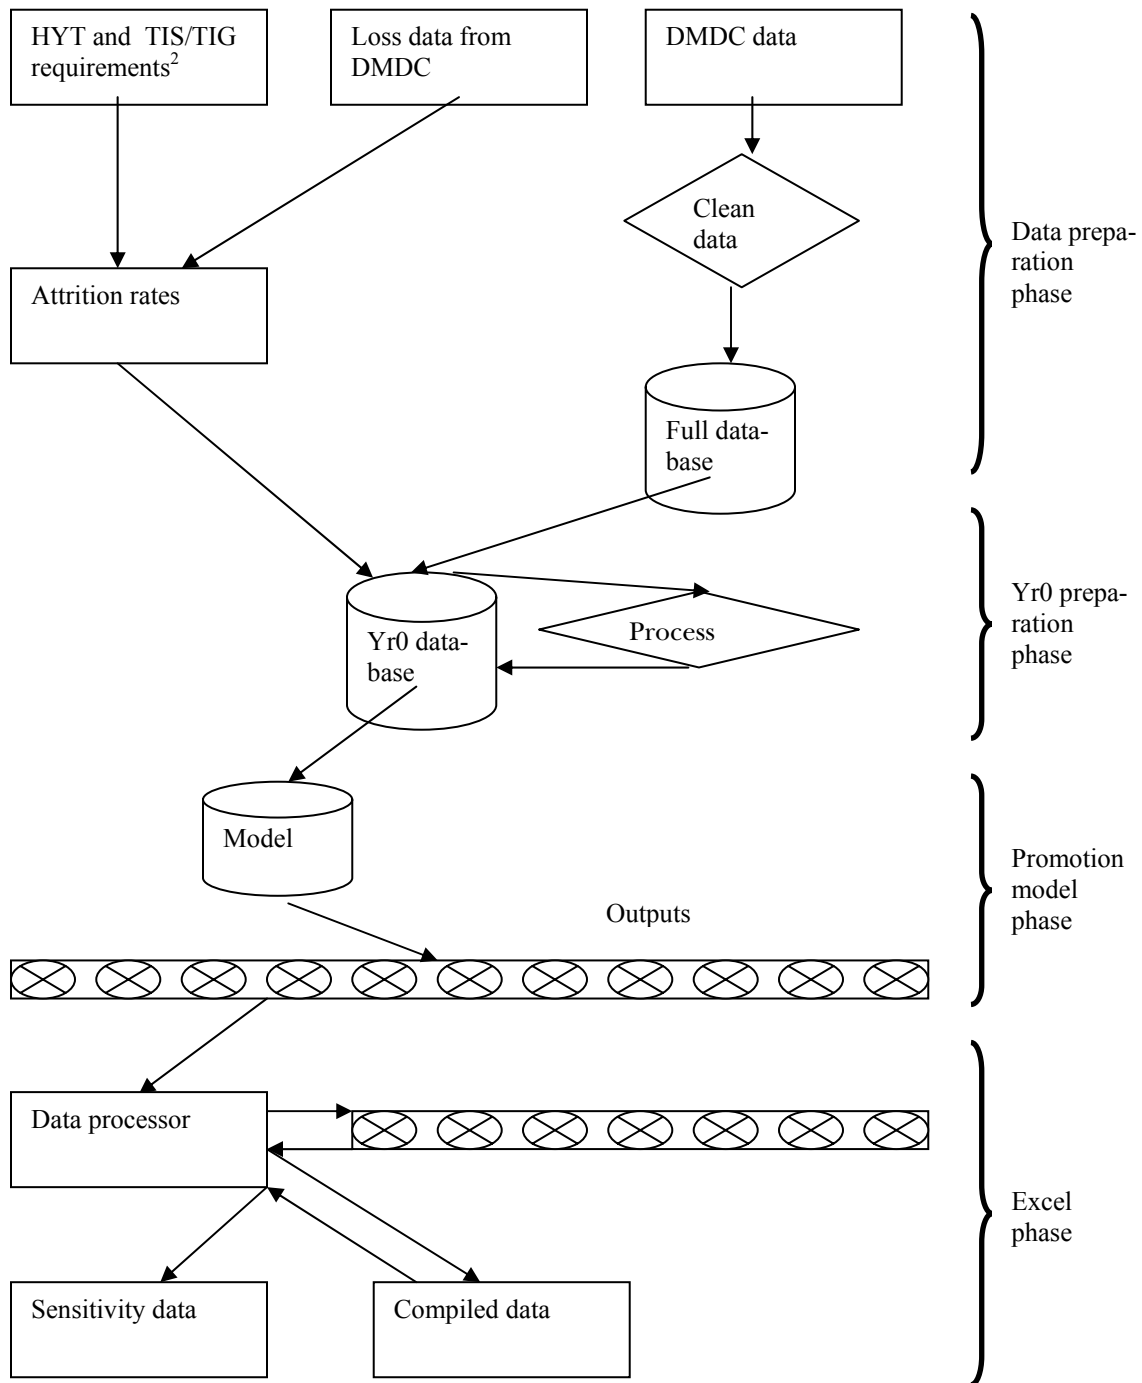 HYT and TIS/TIG
requirements2
Loss data from
DMDC
DMDC data
Clean
data
Data prepa-
ration
phase
Attrition rates
Full data-
base
Yr0 data-
base
Process
Yr0 prepa-
ration
phase
Model
Outputs
Promotion
model
phase
Data processor
Excel
phase
Sensitivity data
Compiled data